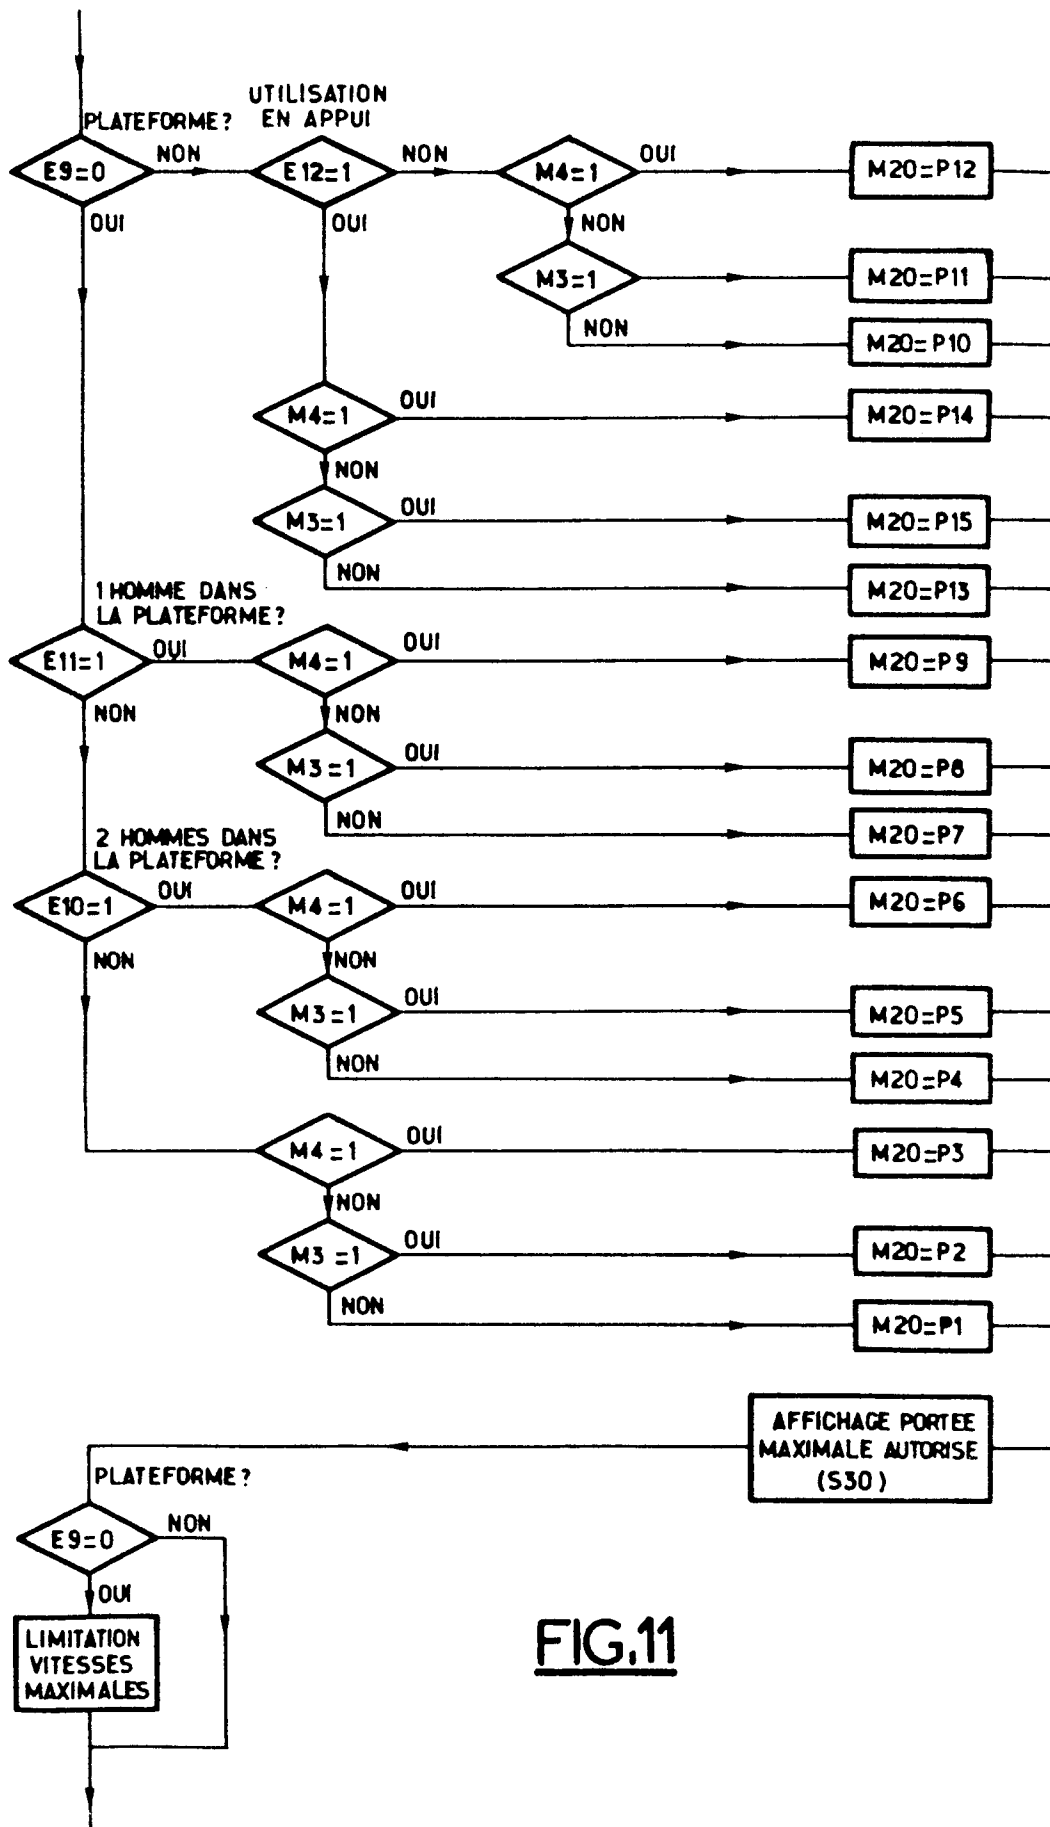 UTILISATION
EN APPUI
PLATEFORME?
E9=0
NON
E12=1
NON
M4=1
OUI
M20=P12
OUI
OUI
NON
M3=1
M20=P11
NON
M20=P10
M4=1
OUI
M20=P14
NON
M3=1
OUI
M20=P15
NON
M20=P13
1 HOMME DANS
LA PLATEFORME?
E11=1
OUI
M4=1
OUI
M20=P9
NON
NON
M3=1
OUI
M20=P8
NON
M20=P7
2 HOMMES DANS
LA PLATEFORME?
E10=1
OUI
M4=1
OUI
M20=P6
NON
NON
M3=1
OUI
M20=P5
NON
M20=P4
M4=1
OUI
M20=P3
NON
M3=1
OUI
M20=P2
NON
M20=P1
AFFICHAGE PORTEE
MAXIMALE AUTORISE
(S30)
PLATEFORME?
E9=0
NON
OUI
LIMITATION
VITESSES
MAXIMALES
FIG.11